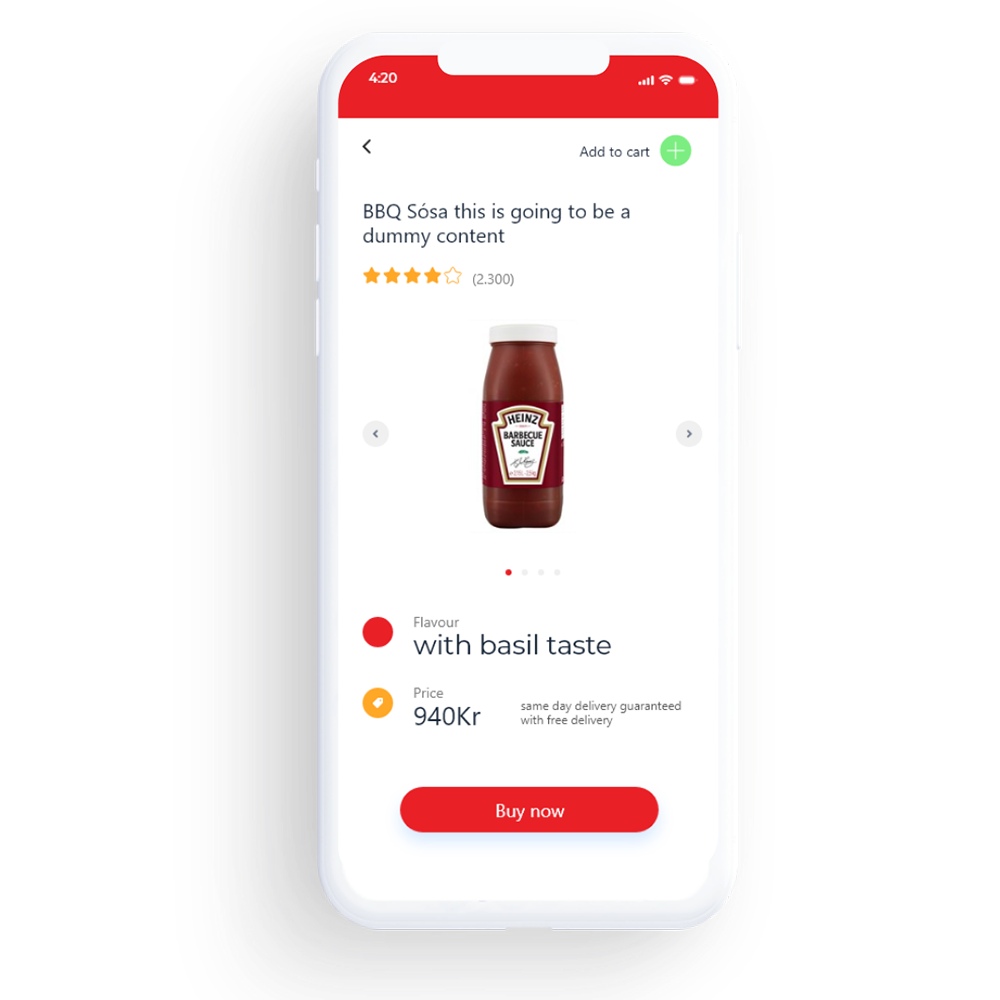 4:20
Add to cart
BBQ Sósa this is going to be a
dummy content
(2.300)
HEINZ
BARBECUE
SAUCE
Flavour
with basil taste
Price
940Kr
same day delivery guaranteed
with free delivery
Buy now